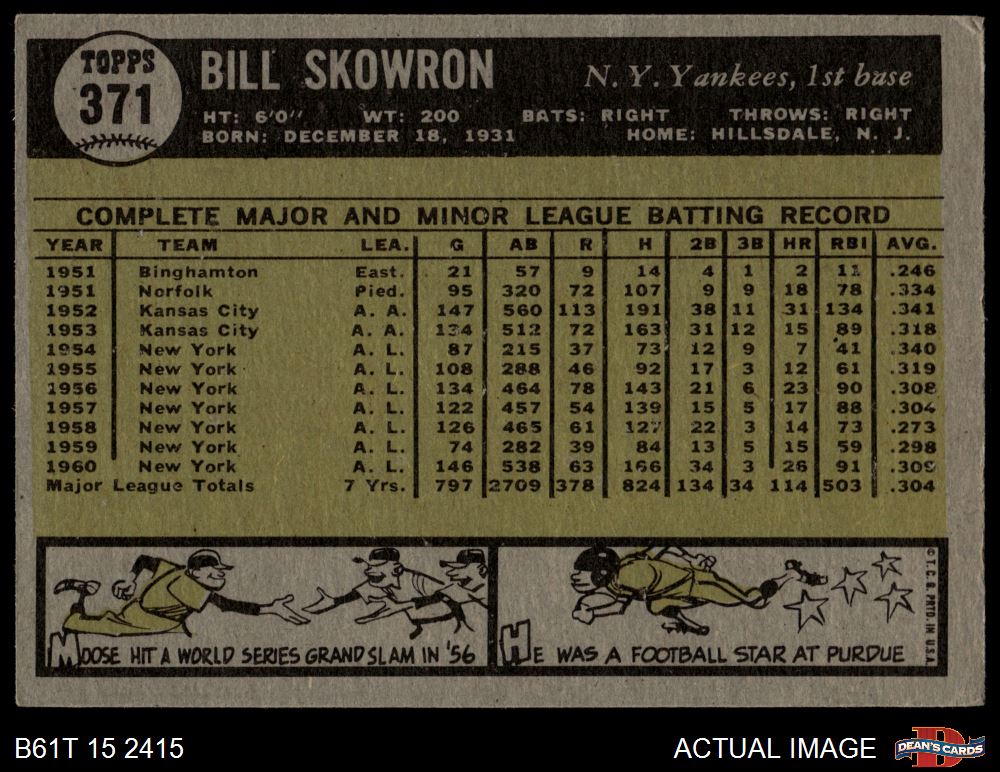 TOPPS
371
BILL SKOWRON
N. Y. Yankees, 1st base
HT: 6'0" WT: 200 BATS: RIGHT THROWS: RIGHT
BORN: DECEMBER 18, 1931 HOME: HILLSDALE, N. J.
COMPLETE MAJOR AND MINOR LEAGUE BATTING RECORD
YEAR TEAM LEA. G AB R H 2B 3B HR RBI AVG.
1951 Binghamton East. 21 57 9 14 4 1 2 11 .246
1951 Norfolk Pied. 95 320 72 107 9 9 18 78 .334
1952 Kansas City A. A. 147 560 113 191 38 11 31 134 .341
1953 Kansas City A. A. 134 512 72 163 31 12 15 89 .318
1954 New York A. L. 87 215 37 73 12 9 7 41 .340
1955 New York A. L. 108 288 46 92 17 3 12 61 .319
1956 New York A. L. 134 464 78 143 21 6 23 90 .308
1957 New York A. L. 122 457 54 139 15 5 17 88 .304
1958 New York A. L. 126 465 61 127 22 3 14 73 .273
1959 New York A. L. 74 282 39 84 13 5 15 59 .298
1960 New York A. L. 146 538 63 166 34 3 26 91 .309
Major League Totals 7 Yrs. 797 2709 378 824 134 34 114 503 .304
MOOSE HIT A WORLD SERIES GRAND SLAM IN '56
HE WAS A FOOTBALL STAR AT PURDUE
© T.C.G. PRTD. IN U.S.A.
B61T 15 2415
ACTUAL IMAGE
D
DEAN'S CARDS